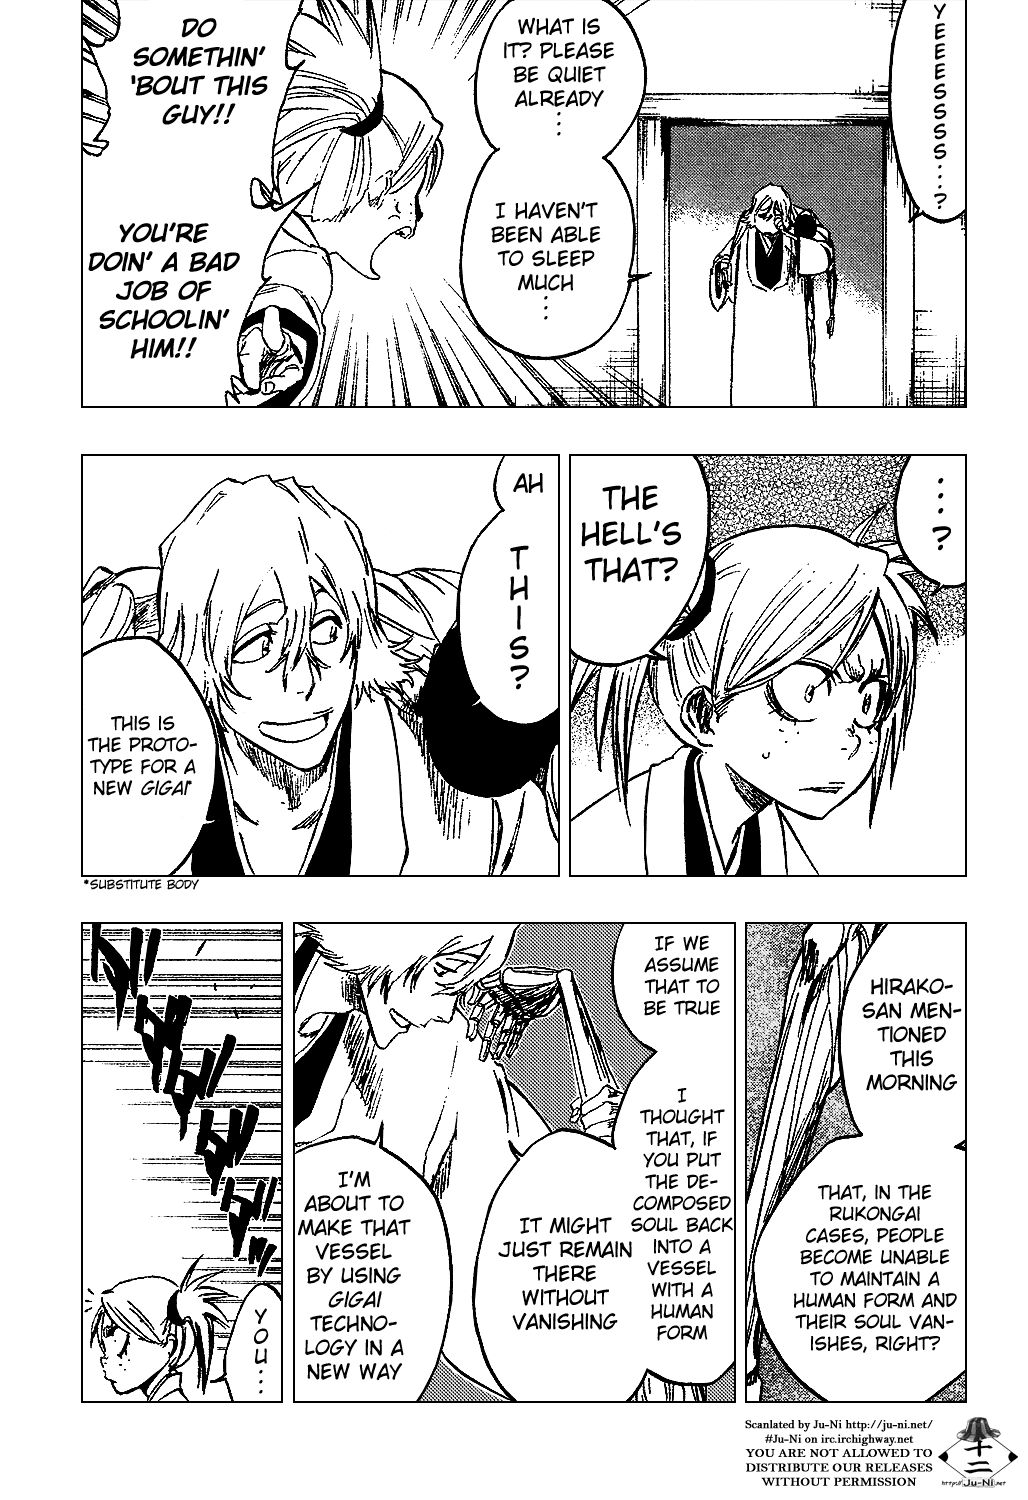 Y
E
E
E
S
S
S
S
.
.
.
?
WHAT IS
IT? PLEASE
BE QUIET
ALREADY
...
I HAVEN'T
BEEN ABLE
TO SLEEP
MUCH
...
DO
SOMETHIN'
'BOUT THIS
GUY!!
YOU'RE
DOIN' A BAD
JOB OF
SCHOOLIN'
HIM!!
...
?
THE
HELL'S
THAT?
AH
T
H
I
S
?
THIS IS
THE PROTO-
TYPE FOR A
NEW GIGAI*
*SUBSTITUTE BODY
HIRAKO-
SAN MEN-
TIONED
THIS
MORNING
THAT, IN THE
RUKONGAI
CASES, PEOPLE
BECOME UNABLE
TO MAINTAIN A
HUMAN FORM AND
THEIR SOUL VAN-
ISHES, RIGHT?
IF WE
ASSUME
THAT TO
BE TRUE
I
THOUGHT
THAT, IF
YOU PUT
THE DE-
COMPOSED
SOUL BACK
INTO A
VESSEL
WITH A
HUMAN
FORM
IT MIGHT
JUST REMAIN
THERE
WITHOUT
VANISHING
I'M
ABOUT TO
MAKE THAT
VESSEL
BY USING
GIGAI
TECHNO-
LOGY IN A
NEW WAY
Y
O
U
...
Scanlated by Ju-Ni http://ju-ni.net/
#Ju-Ni on irc.irchighway.net
YOU ARE NOT ALLOWED TO
DISTRIBUTE OUR RELEASES
WITHOUT PERMISSION
十二
http://Ju-Ni.net